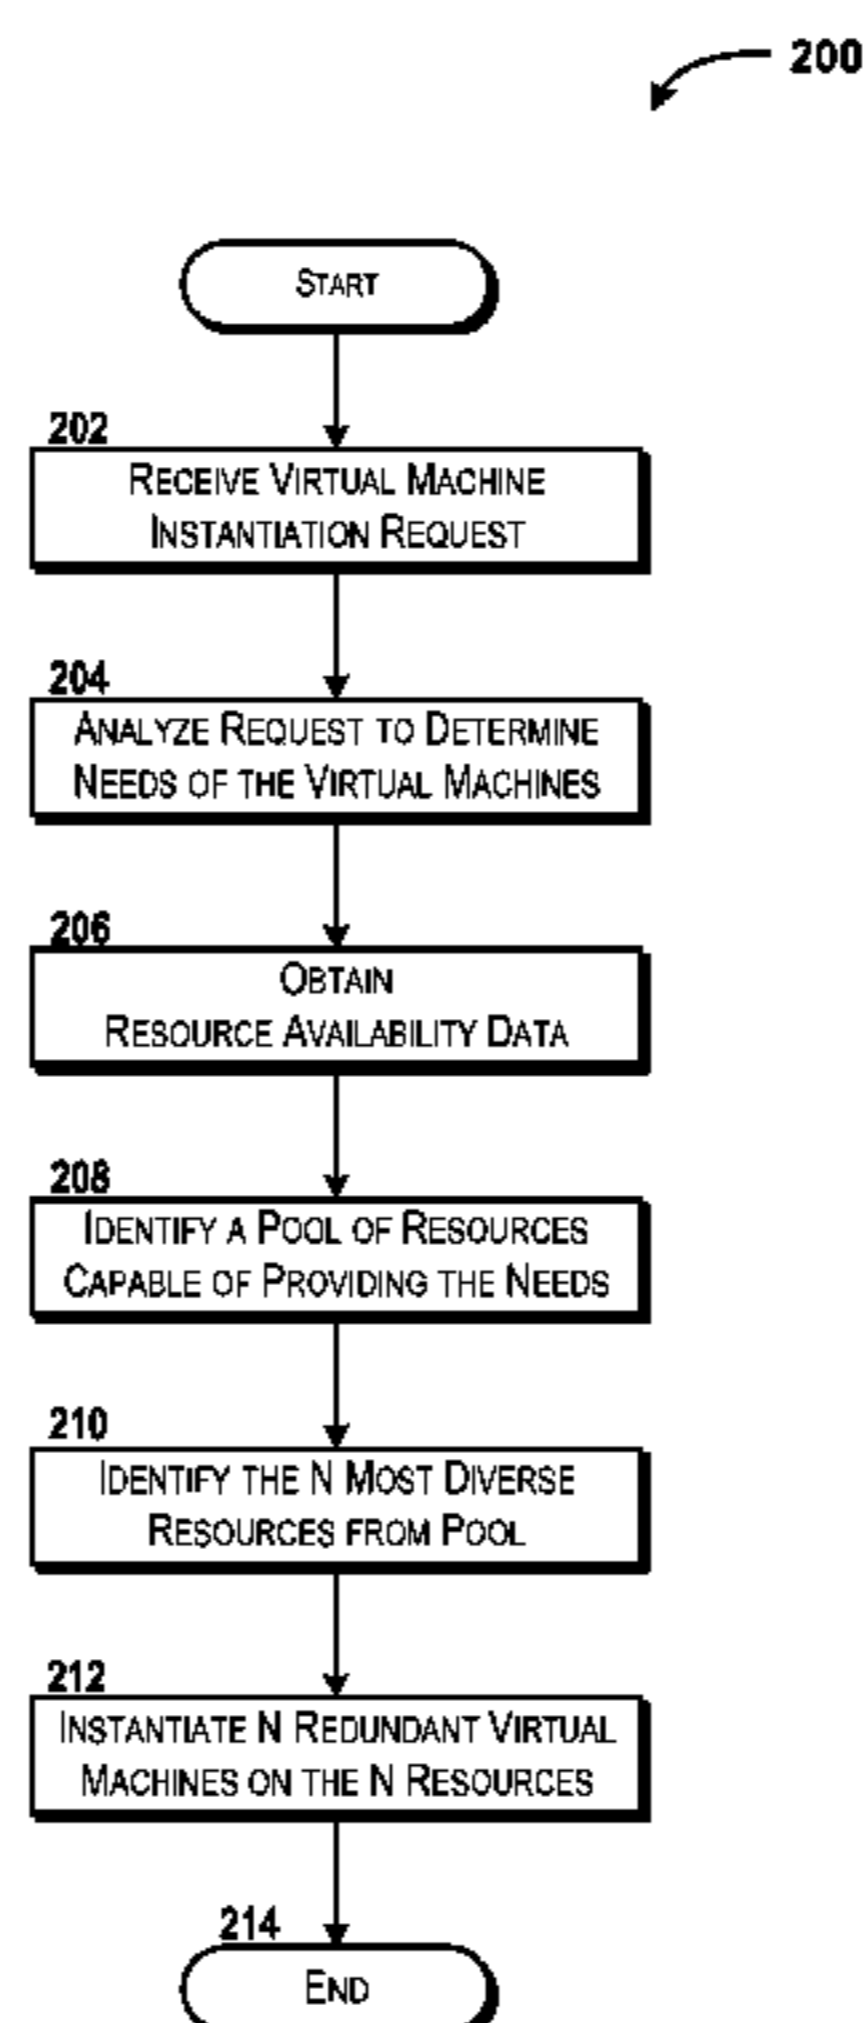 200
START
202
RECEIVE VIRTUAL MACHINE
INSTANTIATION REQUEST
204
ANALYZE REQUEST TO DETERMINE
NEEDS OF THE VIRTUAL MACHINES
206
OBTAIN
RESOURCE AVAILABILITY DATA
208
IDENTIFY A POOL OF RESOURCES
CAPABLE OF PROVIDING THE NEEDS
210
IDENTIFY THE N MOST DIVERSE
RESOURCES FROM POOL
212
INSTANTIATE N REDUNDANT VIRTUAL
MACHINES ON THE N RESOURCES
214
END